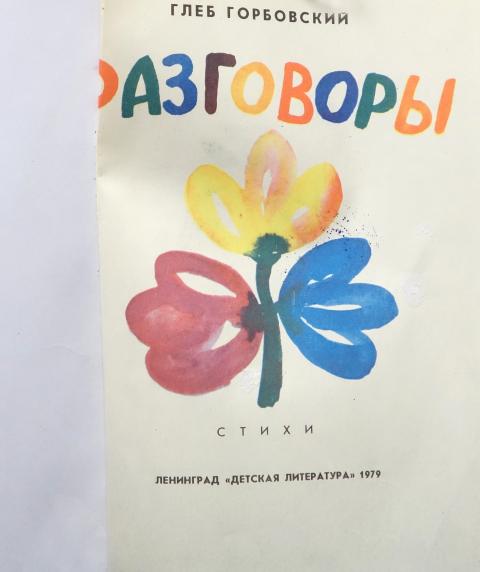 ГЛЕБ ГОРБОВСКИЙ
РАЗГОВОРЫ
СТИХИ
ЛЕНИНГРАД «ДЕТСКАЯ ЛИТЕРАТУРА» 1979